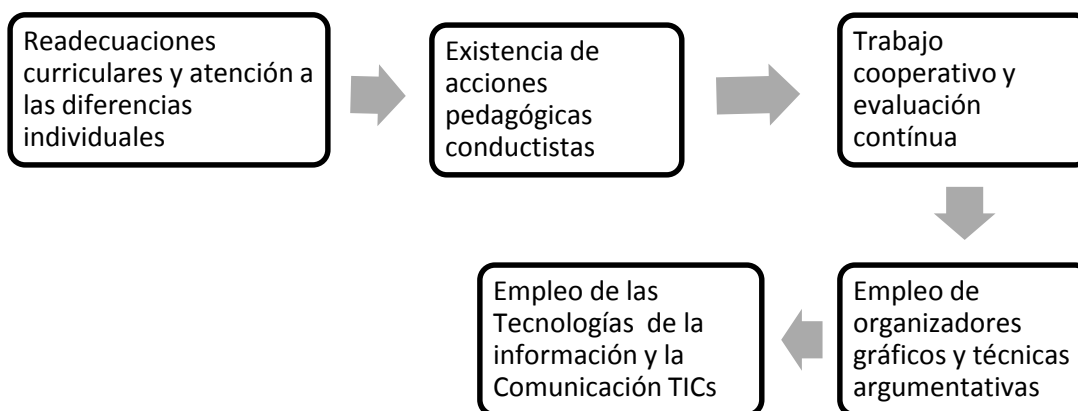 Readecuaciones
curriculares y atención a
las diferencias
individuales
Existencia de
acciones
pedagógicas
conductistas
Trabajo
cooperativo y
evaluación
contínua
Empleo de
organizadores
gráficos y técnicas
argumentativas
Empleo de las
Tecnologías de la
información y la
Comunicación TICs